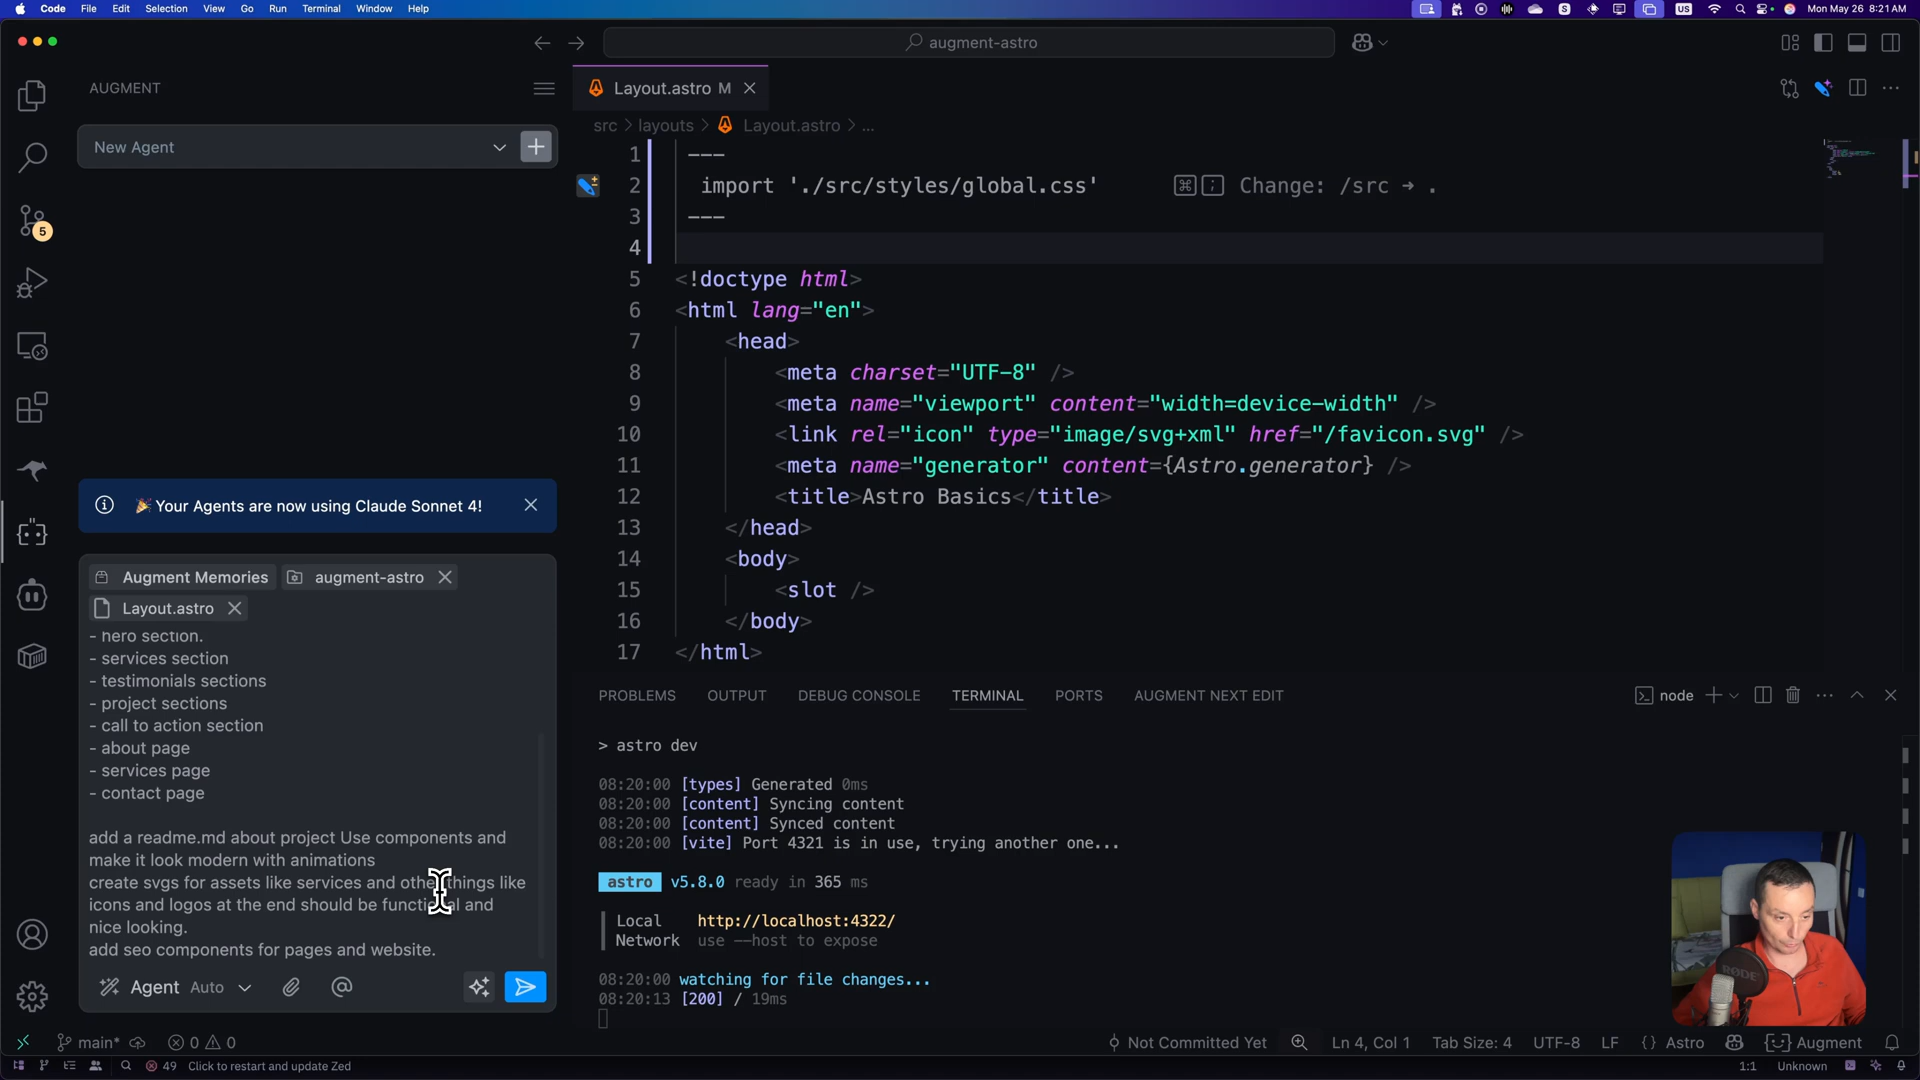 Code File Edit Selection View Go Run Terminal Window Help
US Mon May 26 8:21 AM
augment-astro
AUGMENT
New Agent
5
Your Agents are now using Claude Sonnet 4!
Augment Memories augment-astro
Layout.astro
- hero section.
- services section
- testimonials sections
- project sections
- call to action section
- about page
- services page
- contact page
add a readme.md about project Use components and
make it look modern with animations
create svgs for assets like services and other things like
icons and logos at the end should be functional and
nice looking.
add seo components for pages and website.
Agent Auto
Layout.astro M
src > layouts > Layout.astro > ...
1 ---
2 import './src/styles/global.css' ⌘ ; Change: /src → .
3 ---
4
5 <!doctype html>
6 <html lang="en">
7 <head>
8 <meta charset="UTF-8" />
9 <meta name="viewport" content="width=device-width" />
10 <link rel="icon" type="image/svg+xml" href="/favicon.svg" />
11 <meta name="generator" content={Astro.generator} />
12 <title>Astro Basics</title>
13 </head>
14 <body>
15 <slot />
16 </body>
17 </html>
PROBLEMS OUTPUT DEBUG CONSOLE TERMINAL PORTS AUGMENT NEXT EDIT
node
> astro dev
08:20:00 [types] Generated 0ms
08:20:00 [content] Syncing content
08:20:00 [content] Synced content
08:20:00 [vite] Port 4321 is in use, trying another one...
astro v5.8.0 ready in 365 ms
Local http://localhost:4322/
Network use --host to expose
08:20:00 watching for file changes...
08:20:13 [200] / 19ms
RØDE
main* 0 0
Not Committed Yet Ln 4, Col 1 Tab Size: 4 UTF-8 LF {} Astro Augment
49 Click to restart and update Zed
1:1 Unknown